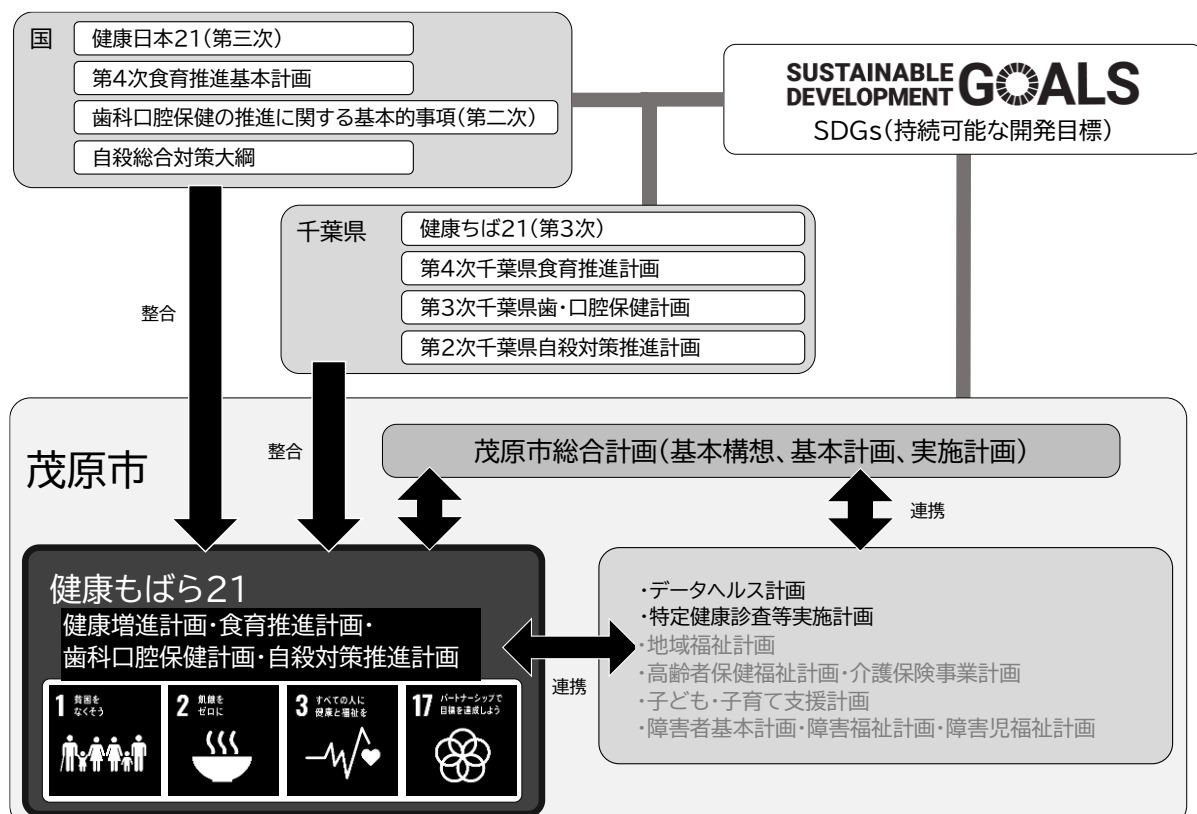 国
健康日本21(第三次)
第4次食育推進基本計画
歯科口腔保健の推進に関する基本的事項(第二次)
自殺総合対策大綱
SUSTAINABLE
DEVELOPMENT GOALS
SDGs(持続可能な開発目標)
千葉県
健康ちば21(第3次)
第4次千葉県食育推進計画
第3次千葉県歯・口腔保健計画
第2次千葉県自殺対策推進計画
整合
整合
茂原市
茂原市総合計画(基本構想、基本計画、実施計画)
連携
健康もばら21
健康増進計画・食育推進計画・
歯科口腔保健計画・自殺対策推進計画
1 貧困を
なくそう
2 飢餓を
ゼロに
3 すべての人に
健康と福祉を
17 パートナーシップで
目標を達成しよう
連携
・データヘルス計画
・特定健康診査等実施計画
・地域福祉計画
・高齢者保健福祉計画・介護保険事業計画
・子ども・子育て支援計画
・障害者基本計画・障害福祉計画・障害児福祉計画